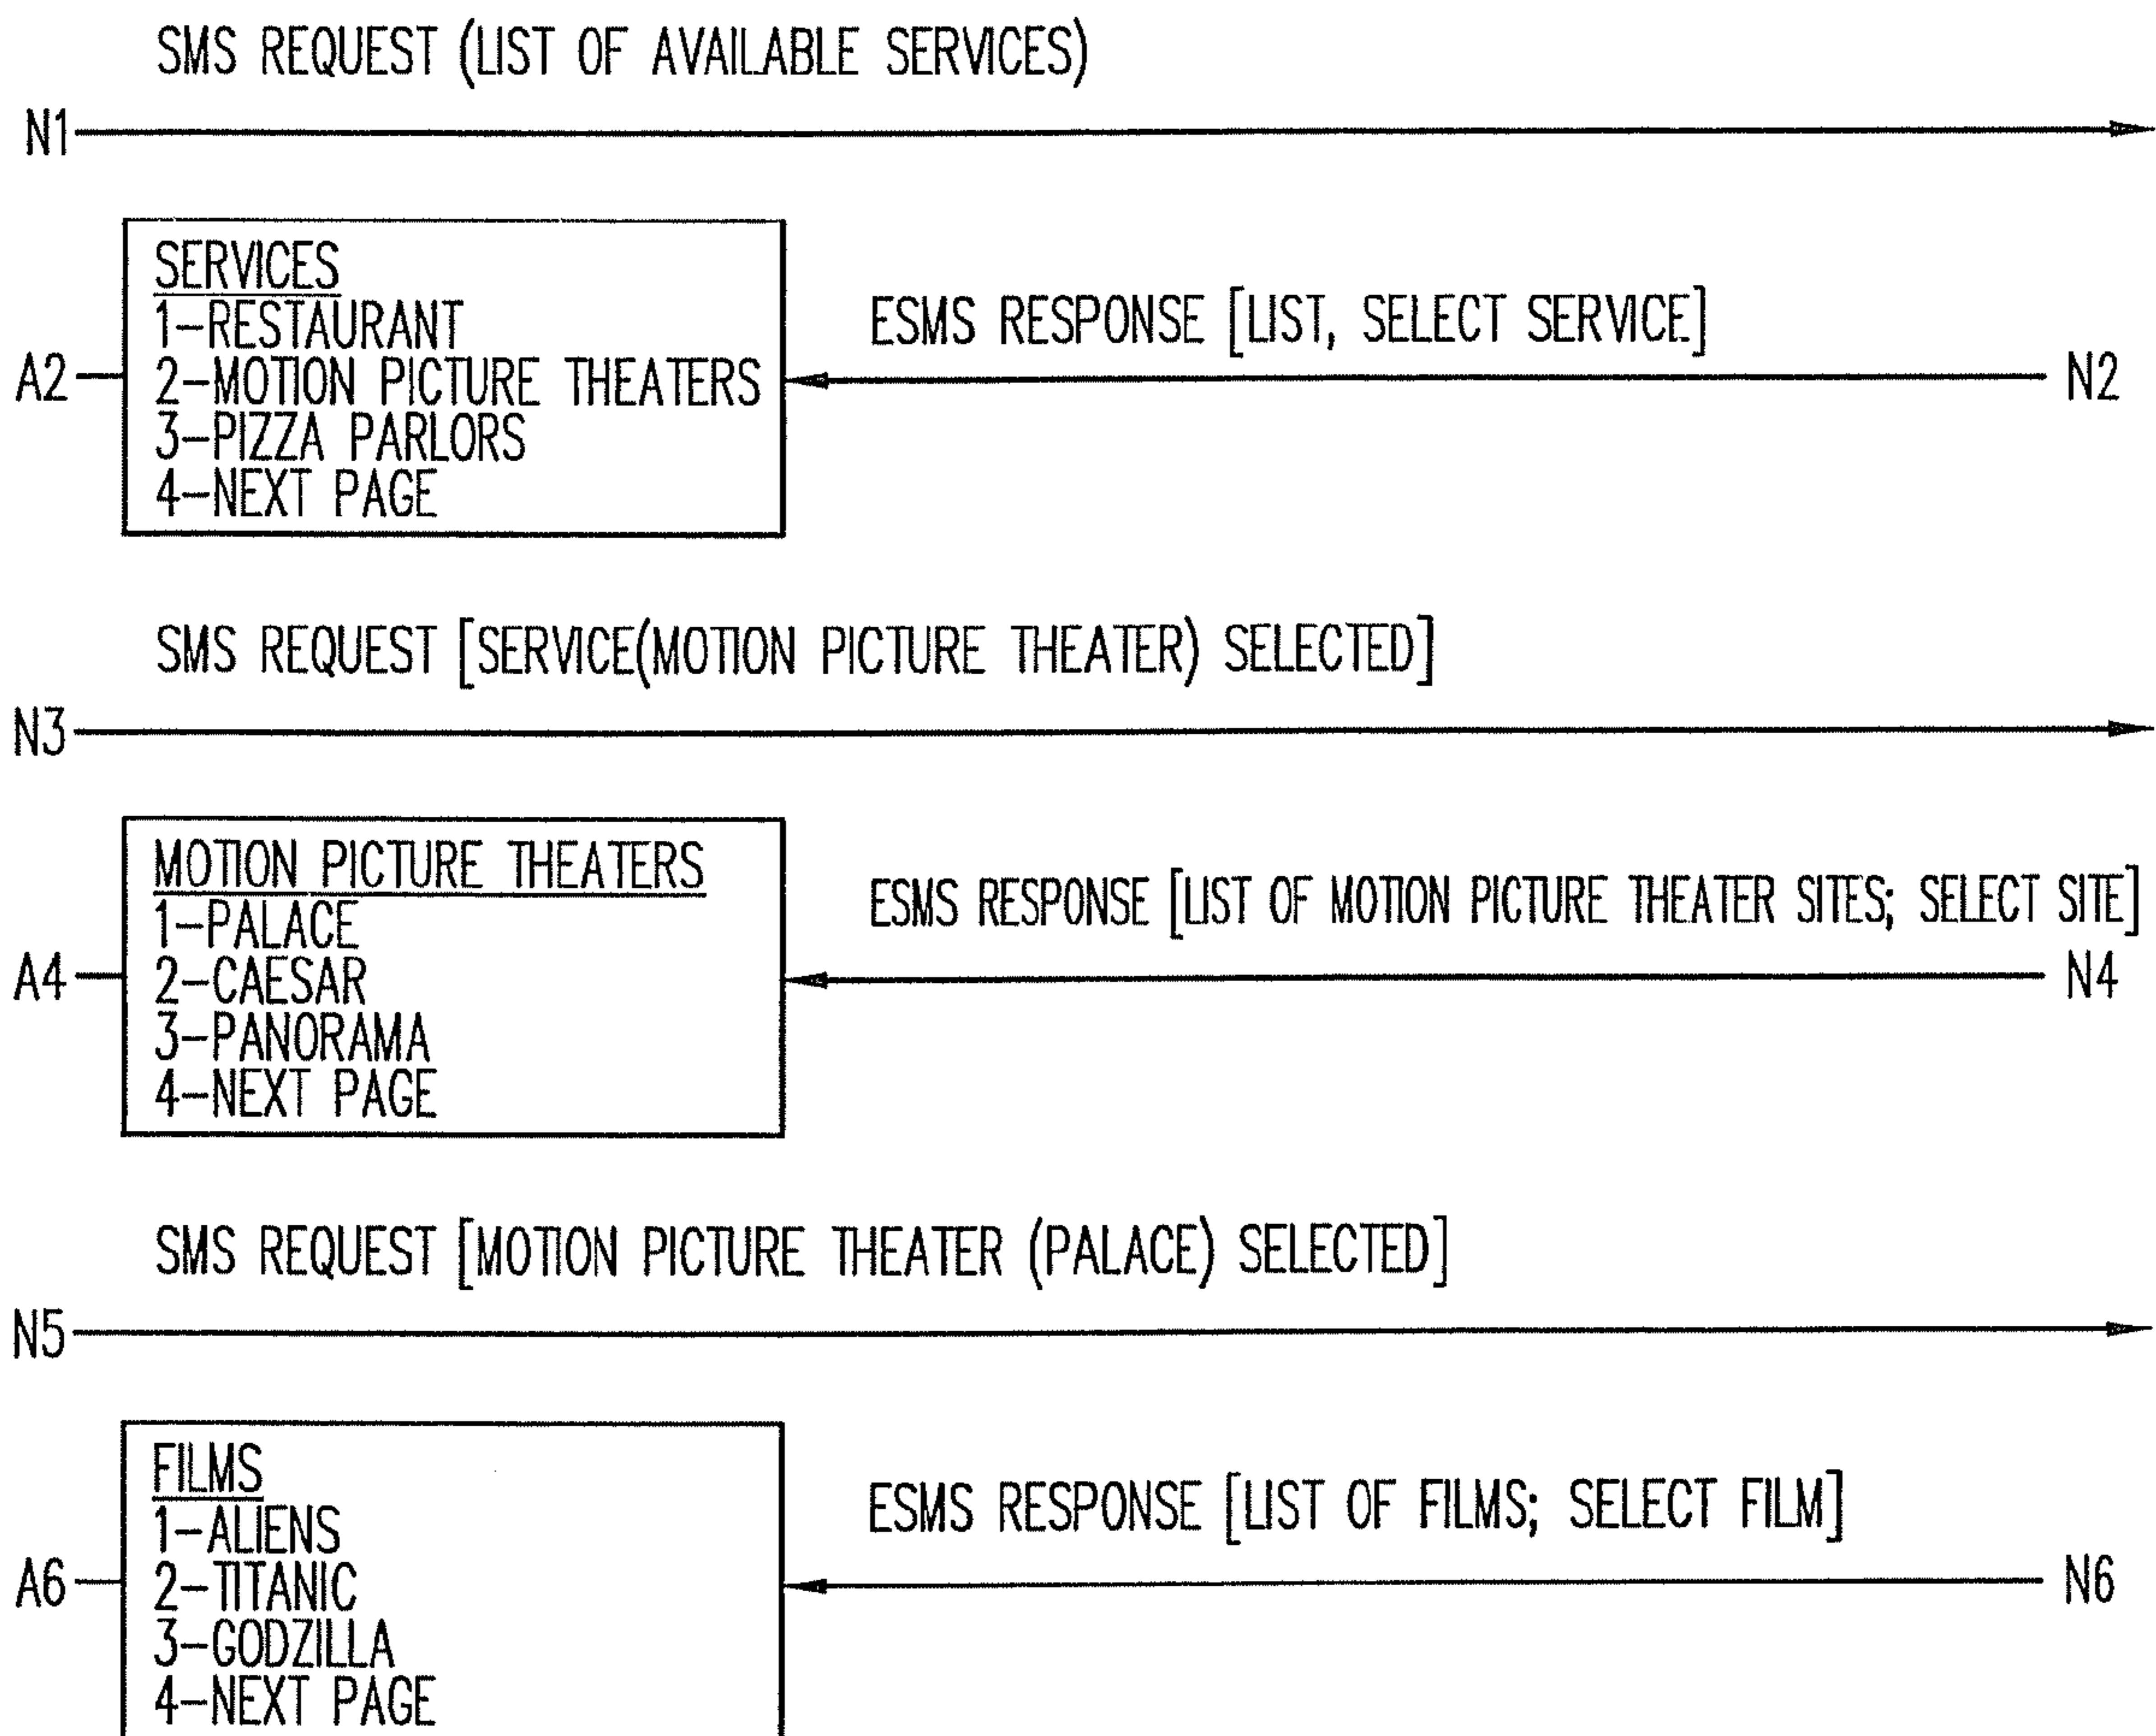 SMS REQUEST (LIST OF AVAILABLE SERVICES)
N1
SERVICES
1-RESTAURANT
ESMS RESPONSE [LIST, SELECT SERVICE]
A2
2-MOTION PICTURE THEATERS
N2
3-PIZZA PARLORS
4-NEXT PAGE
SMS REQUEST [SERVICE(MOTION PICTURE THEATER) SELECTED]
N3
MOTION PICTURE THEATERS
1-PALACE
ESMS RESPONSE [LIST OF MOTION PICTURE THEATER SITES; SELECT SITE]
A4
2-CAESAR
N4
3-PANORAMA
4-NEXT PAGE
SMS REQUEST [MOTION PICTURE THEATER (PALACE) SELECTED]
N5
FILMS
1-ALIENS
ESMS RESPONSE [LIST OF FILMS; SELECT FILM]
A6
2-TITANIC
N6
3-GODZILLA
4-NEXT PAGE